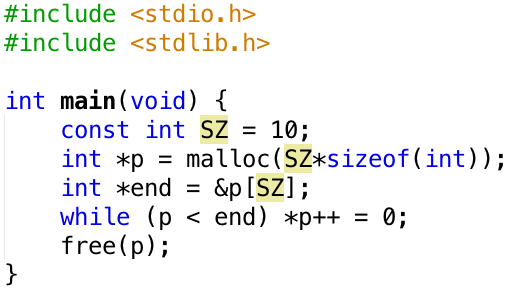 #include <stdio.h>
#include <stdlib.h>

int main(void) {
    const int SZ = 10;
    int *p = malloc(SZ*sizeof(int));
    int *end = &p[SZ];
    while (p < end) *p++ = 0;
    free(p);
}